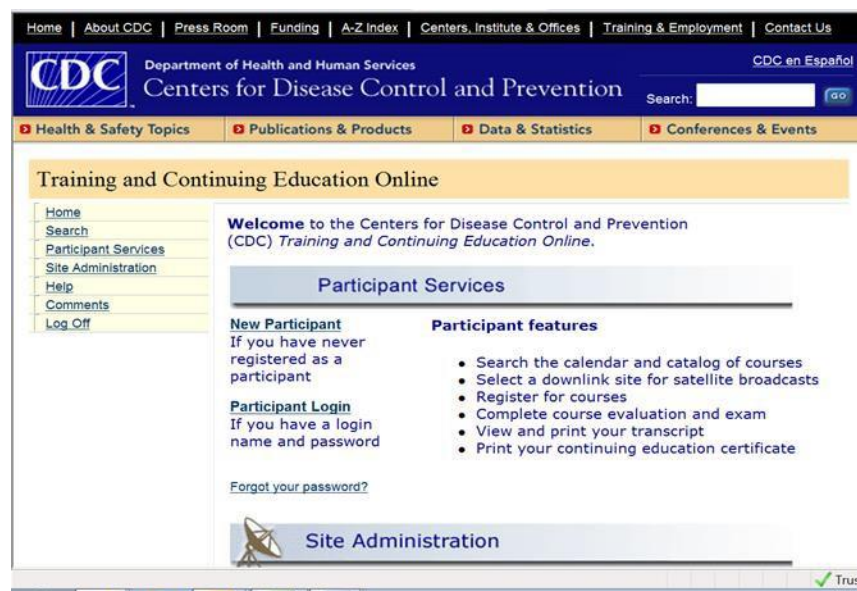 Home | About CDC | Press Room | Funding | A-Z Index | Centers, Institute & Offices | Training & Employment | Contact Us
CDC
Department of Health and Human Services
Centers for Disease Control and Prevention
CDC en Español
Search:
GO
Health & Safety Topics
Publications & Products
Data & Statistics
Conferences & Events
Training and Continuing Education Online
Home
Search
Participant Services
Site Administration
Help
Comments
Log Off
Welcome to the Centers for Disease Control and Prevention
(CDC) Training and Continuing Education Online.
Participant Services
New Participant
If you have never
registered as a
participant
Participant Login
If you have a login
name and password
Forgot your password?
Participant features
• Search the calendar and catalog of courses
• Select a downlink site for satellite broadcasts
• Register for courses
• Complete course evaluation and exam
• View and print your transcript
• Print your continuing education certificate
Site Administration
Trus